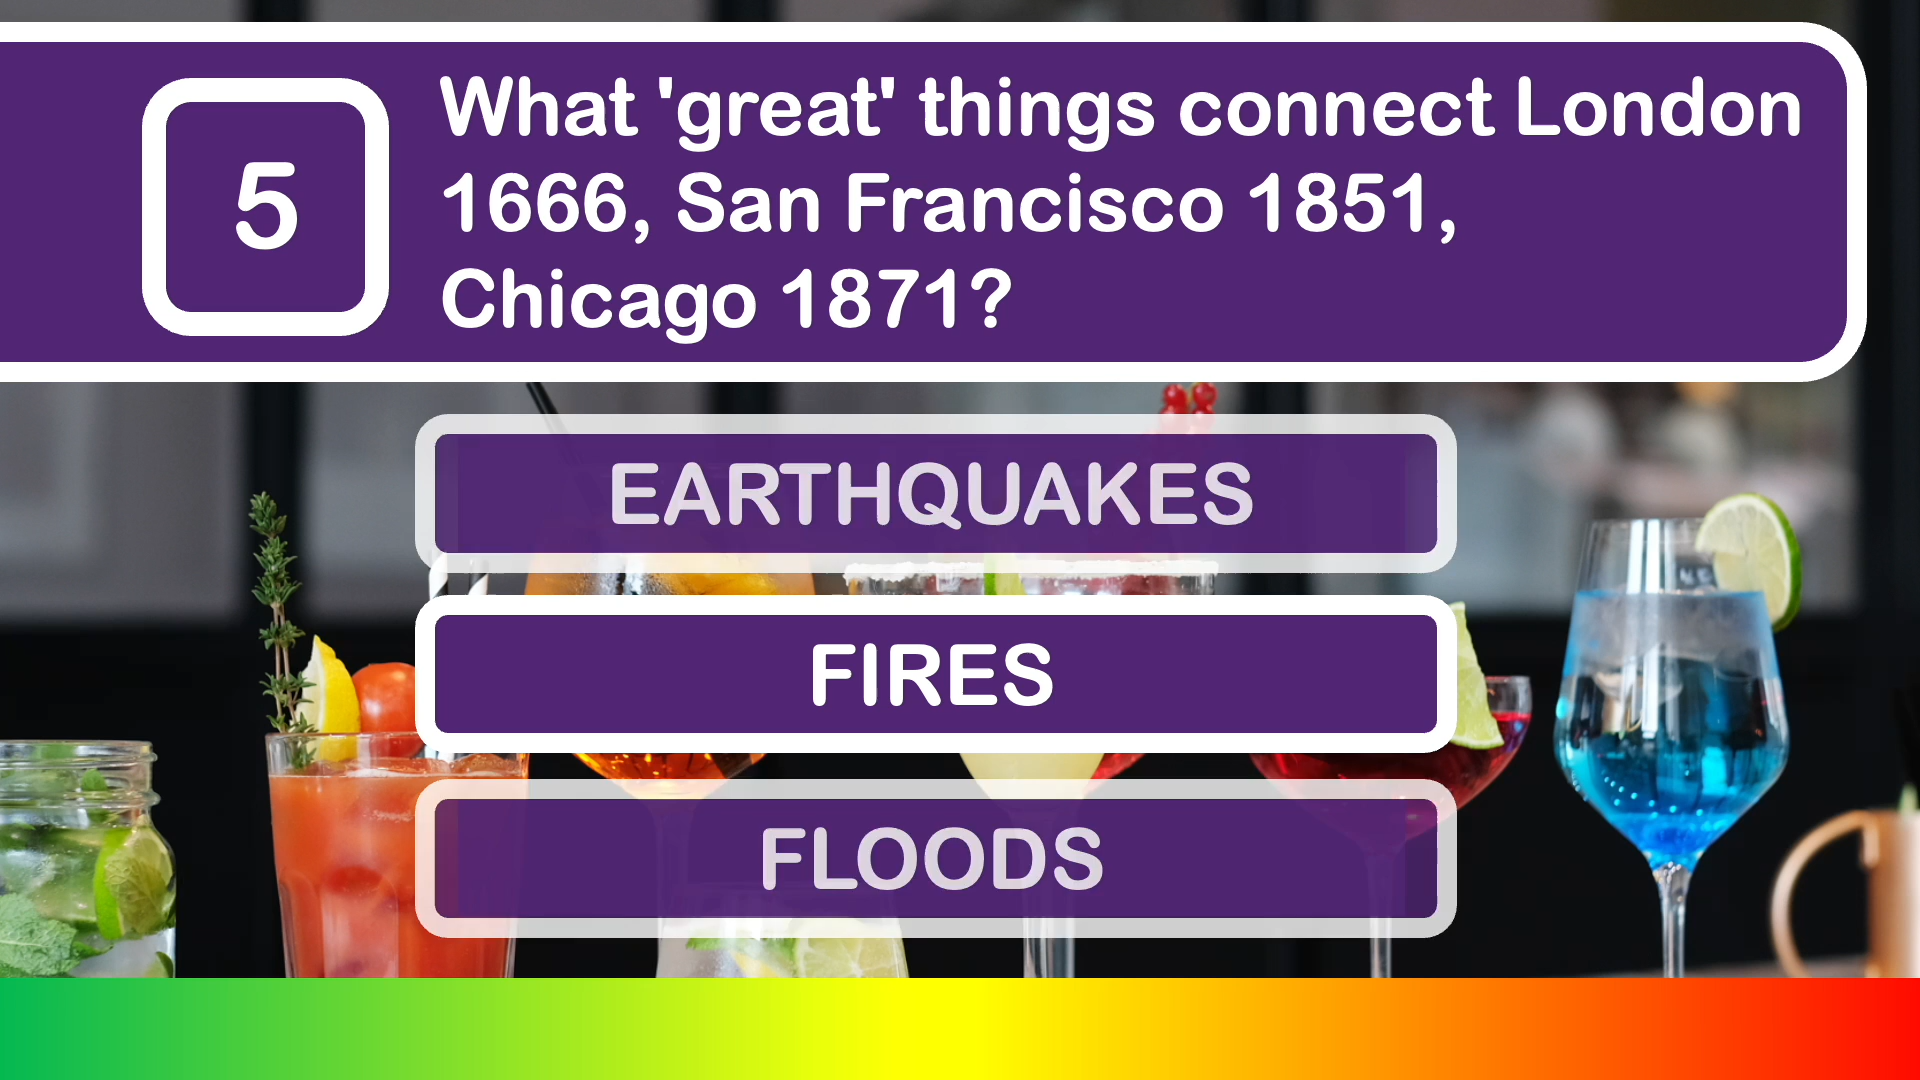 5
What 'great' things connect London
1666, San Francisco 1851,
Chicago 1871?
EARTHQUAKES
FIRES
FLOODS